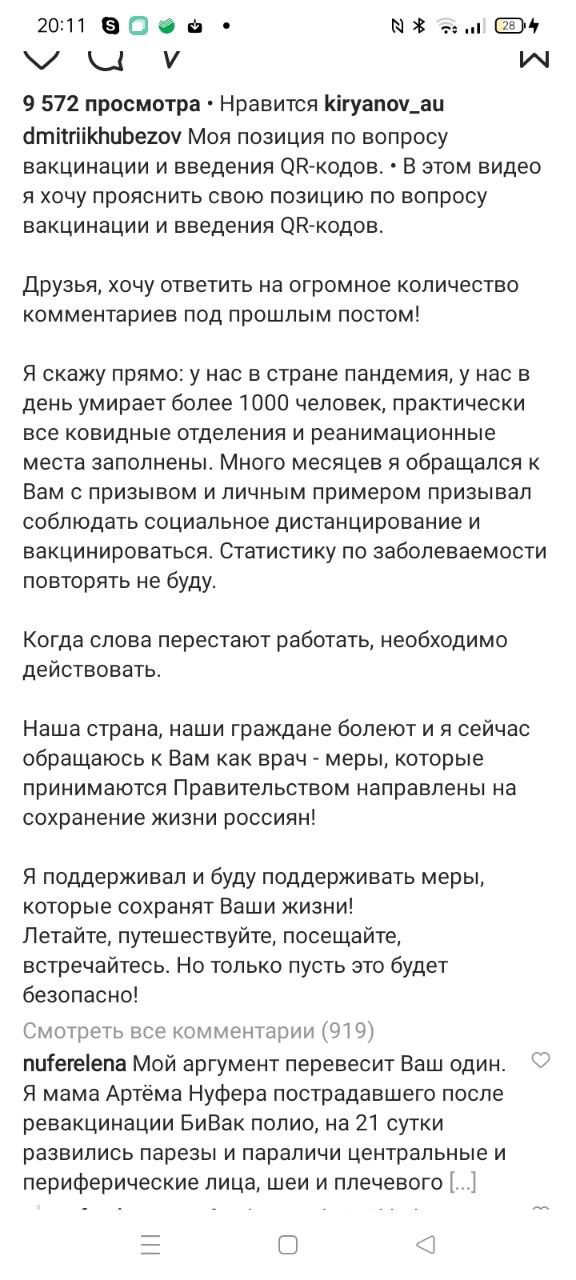 20:11
28
9 572 просмотра • Нравится kiryanov_au
dmitriikhubezov Моя позиция по вопросу
вакцинации и введения QR-кодов. • В этом видео
я хочу прояснить свою позицию по вопросу
вакцинации и введения QR-кодов.
Друзья, хочу ответить на огромное количество
комментариев под прошлым постом!
Я скажу прямо: у нас в стране пандемия, у нас в
день умирает более 1000 человек, практически
все ковидные отделения и реанимационные
места заполнены. Много месяцев я обращался к
Вам с призывом и личным примером призывал
соблюдать социальное дистанцирование и
вакцинироваться. Статистику по заболеваемости
повторять не буду.
Когда слова перестают работать, необходимо
действовать.
Наша страна, наши граждане болеют и я сейчас
обращаюсь к Вам как врач - меры, которые
принимаются Правительством направлены на
сохранение жизни россиян!
Я поддерживал и буду поддерживать меры,
которые сохранят Ваши жизни!
Летайте, путешествуйте, посещайте,
встречайтесь. Но только пусть это будет
безопасно!
Смотреть все комментарии (919)
nuferelena Мой аргумент перевесит Ваш один.
Я мама Артёма Нуфера пострадавшего после
ревакцинации БиВак полио, на 21 сутки
развились парезы и параличи центральные и
периферические лица, шеи и плечевого [...]